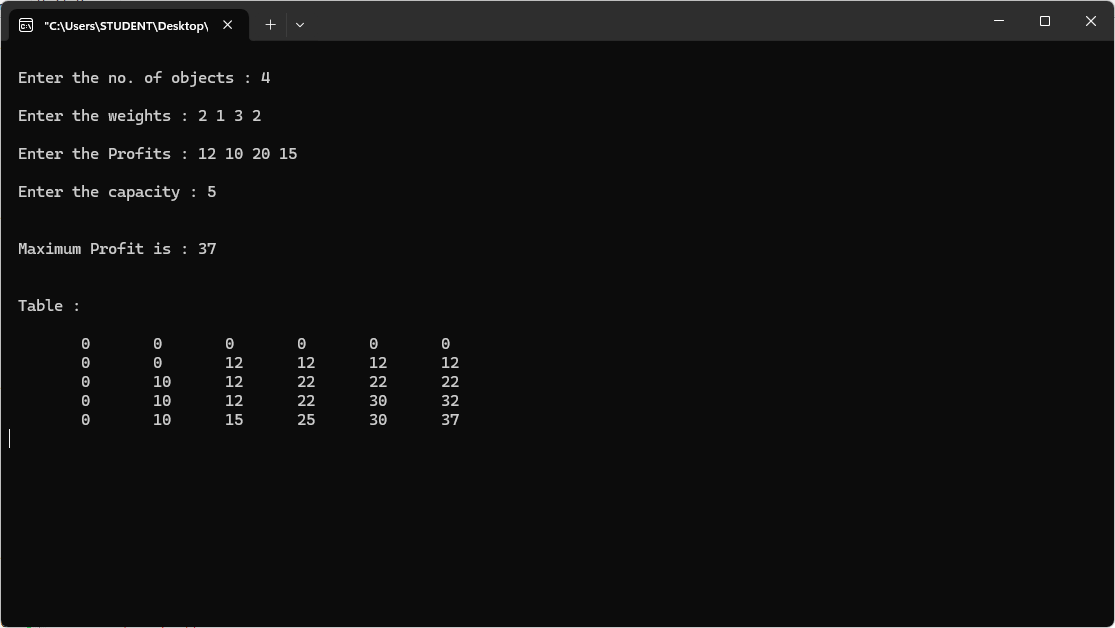 "C:\Users\STUDENT\Desktop\
Enter the no. of objects : 4
Enter the weights : 2 1 3 2
Enter the Profits : 12 10 20 15
Enter the capacity : 5
Maximum Profit is : 37
Table :
0 0 0 0 0 0
0 0 12 12 12 12
0 10 12 22 22 22
0 10 12 22 30 32
0 10 15 25 30 37